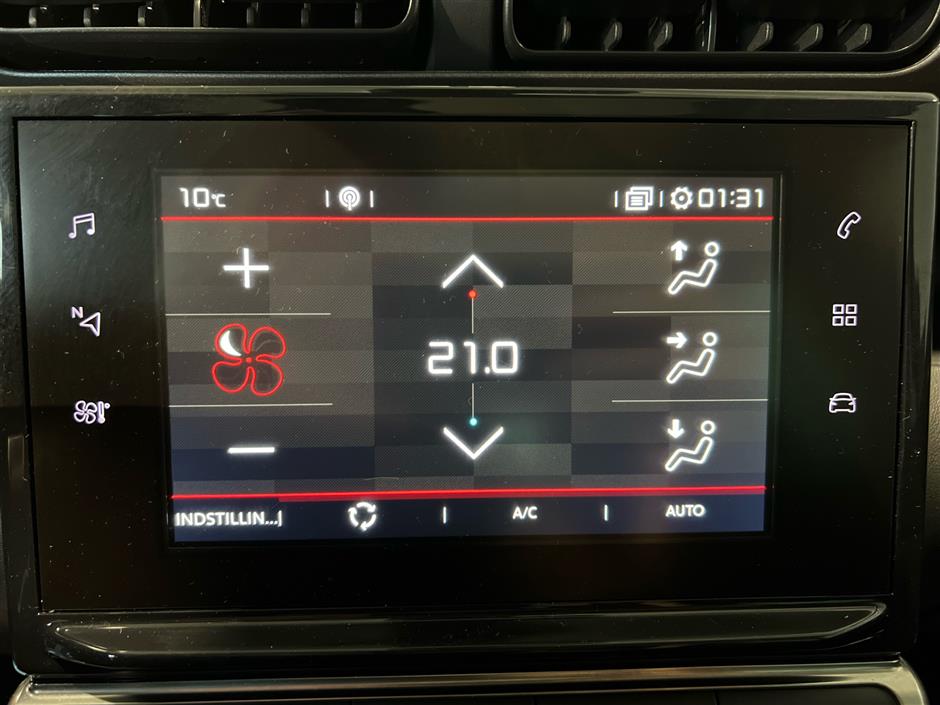 10°C
01:31
N
21.0
INDSTILLIN...
A/C
AUTO